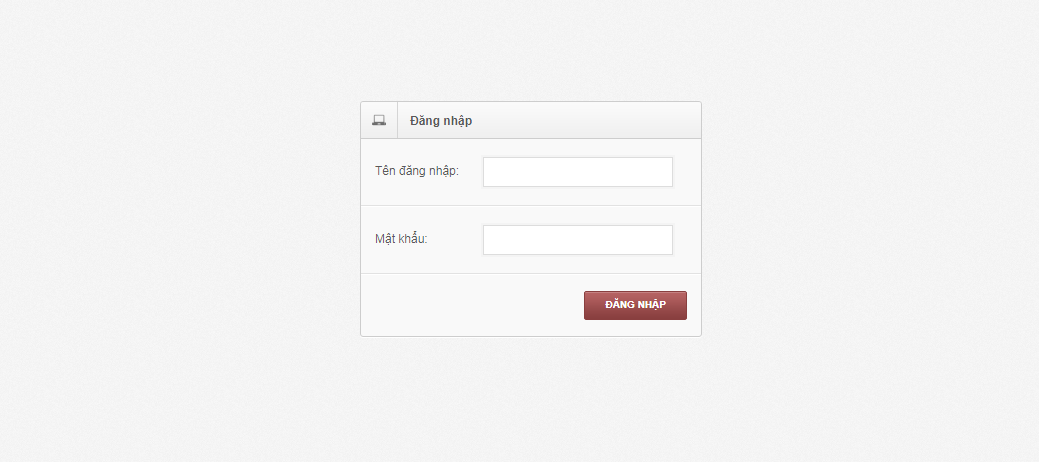 Đăng nhập
Tên đăng nhập:
Mật khẩu:
ĐĂNG NHẬP